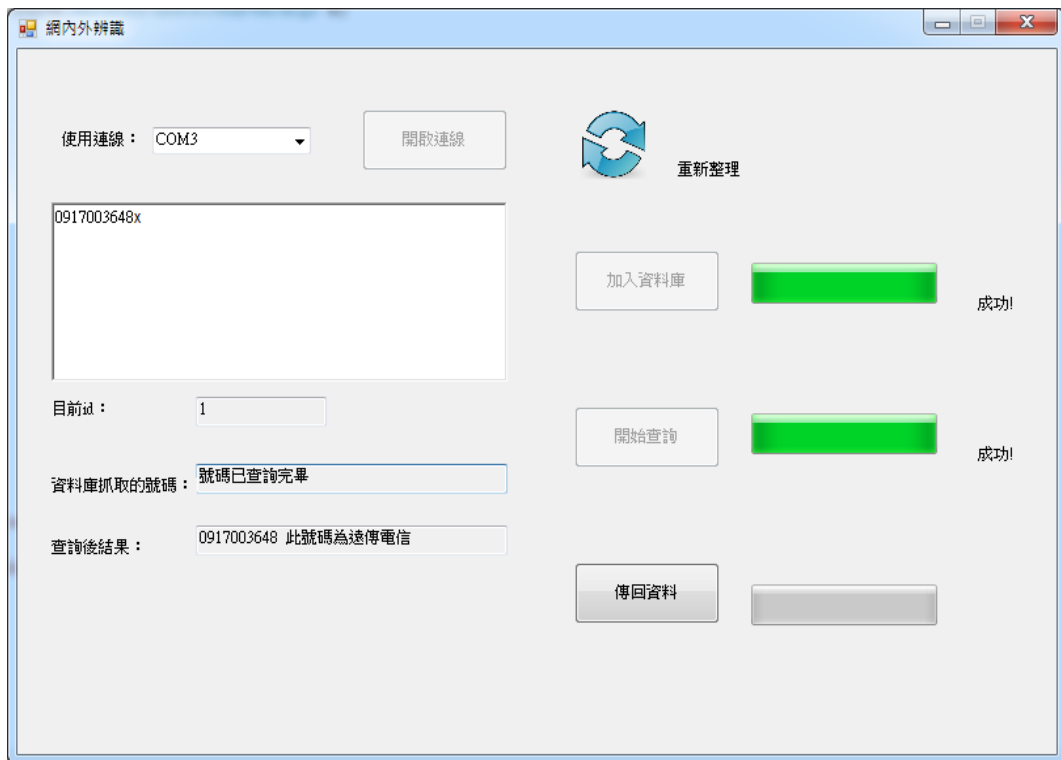 網內外辨識
使用連線：
COM3
開啟連線
重新整理
0917003648x
加入資料庫
成功!
目前id：
1
開始查詢
成功!
資料庫抓取的號碼：
號碼已查詢完畢
查詢後結果：
0917003648 此號碼為遠傳電信
傳回資料